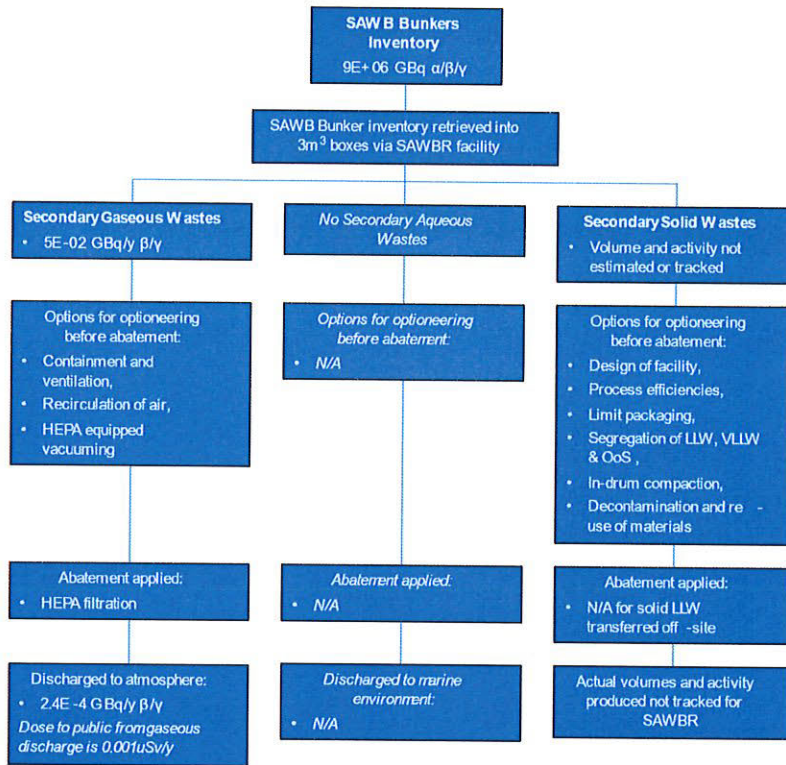 SAWB Bunkers
Inventory
9E+06 GBq α/β/γ
SAWB Bunker inventory retrieved into
3m³ boxes via SAWBR facility
Secondary Gaseous Wastes
• 5E-02 GBq/y β/γ
Options for optioneering
before abatement:
• Containment and
ventilation,
• Recirculation of air,
• HEPA equipped
vacuuming
Abatement applied:
• HEPA filtration
Discharged to atmosphere:
• 2.4E-4 GBq/y β/γ
Dose to public from gaseous
discharge is 0.001uSv/y
No Secondary Aqueous
Wastes
Options for optioneering
before abatement:
• N/A
Abatement applied:
• N/A
Discharged to marine
environment:
• N/A
Secondary Solid Wastes
• Volume and activity not
estimated or tracked
Options for optioneering
before abatement:
• Design of facility,
• Process efficiencies,
• Limit packaging,
• Segregation of LLW, VLLW
& OoS ,
• In-drum compaction,
• Decontamination and re -
use of materials
Abatement applied:
• N/A for solid LLW
transferred off -site
Actual volumes and activity
produced not tracked for
SAWBR